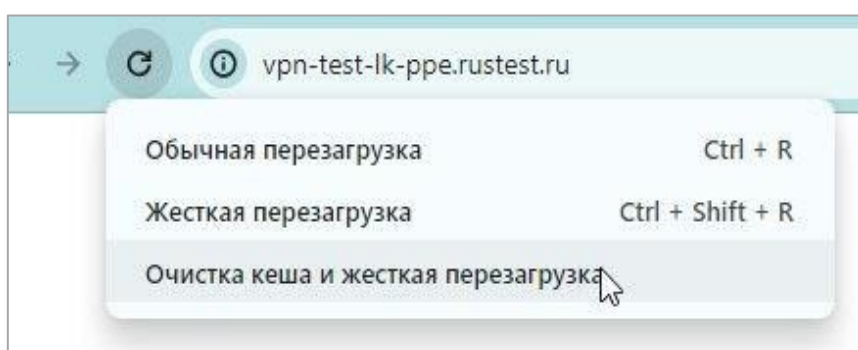 vpn-test-lk-ppe.rustest.ru
Обычная перезагрузка Ctrl + R
Жесткая перезагрузка Ctrl + Shift + R
Очистка кеша и жесткая перезагрузка